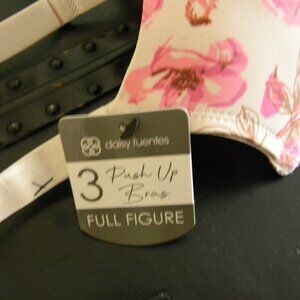 daisy fuentes
3 Push Up
Bras
FULL FIGURE